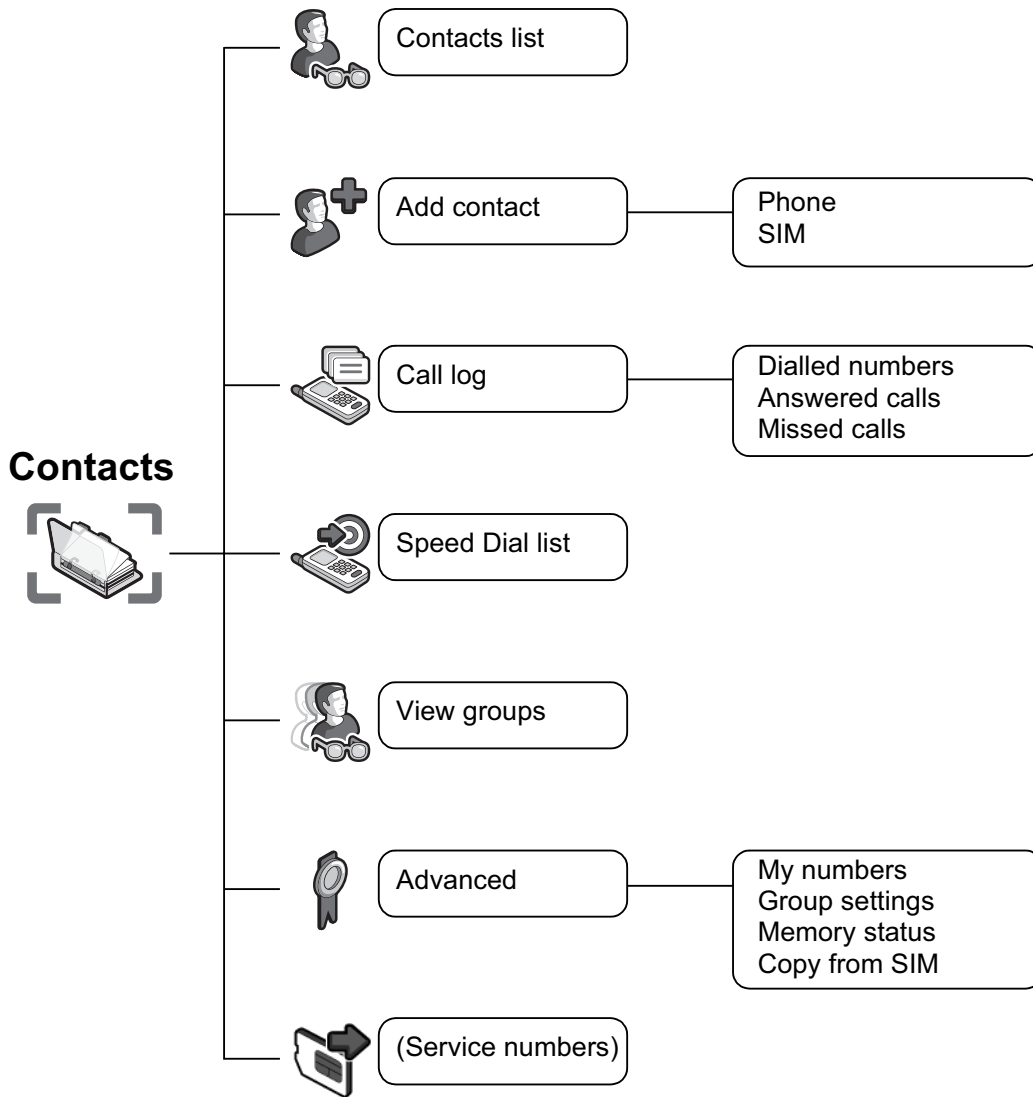 Contacts list
Add contact
Phone
SIM
Call log
Dialled numbers
Answered calls
Missed calls
Contacts
Speed Dial list
View groups
Advanced
My numbers
Group settings
Memory status
Copy from SIM
(Service numbers)